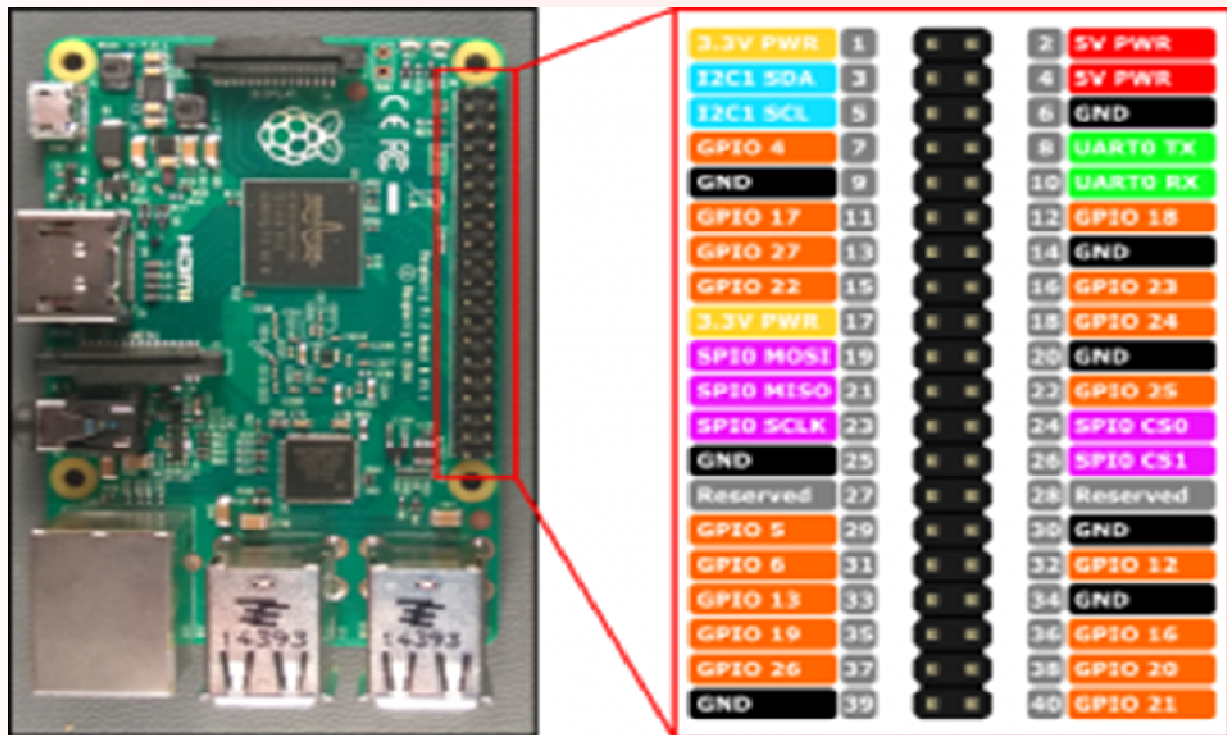 DISPLAY
HDMI
CE FC
14393
14393
3.3V PWR 1 2 5V PWR
I2C1 SDA 3 4 5V PWR
I2C1 SCL 5 6 GND
GPIO 4 7 8 UART0 TX
GND 9 10 UART0 RX
GPIO 17 11 12 GPIO 18
GPIO 27 13 14 GND
GPIO 22 15 16 GPIO 23
3.3V PWR 17 18 GPIO 24
SPI0 MOSI 19 20 GND
SPI0 MISO 21 22 GPIO 25
SPI0 SCLK 23 24 SPI0 CS0
GND 25 26 SPI0 CS1
Reserved 27 28 Reserved
GPIO 5 29 30 GND
GPIO 6 31 32 GPIO 12
GPIO 13 33 34 GND
GPIO 19 35 36 GPIO 16
GPIO 26 37 38 GPIO 20
GND 39 40 GPIO 21